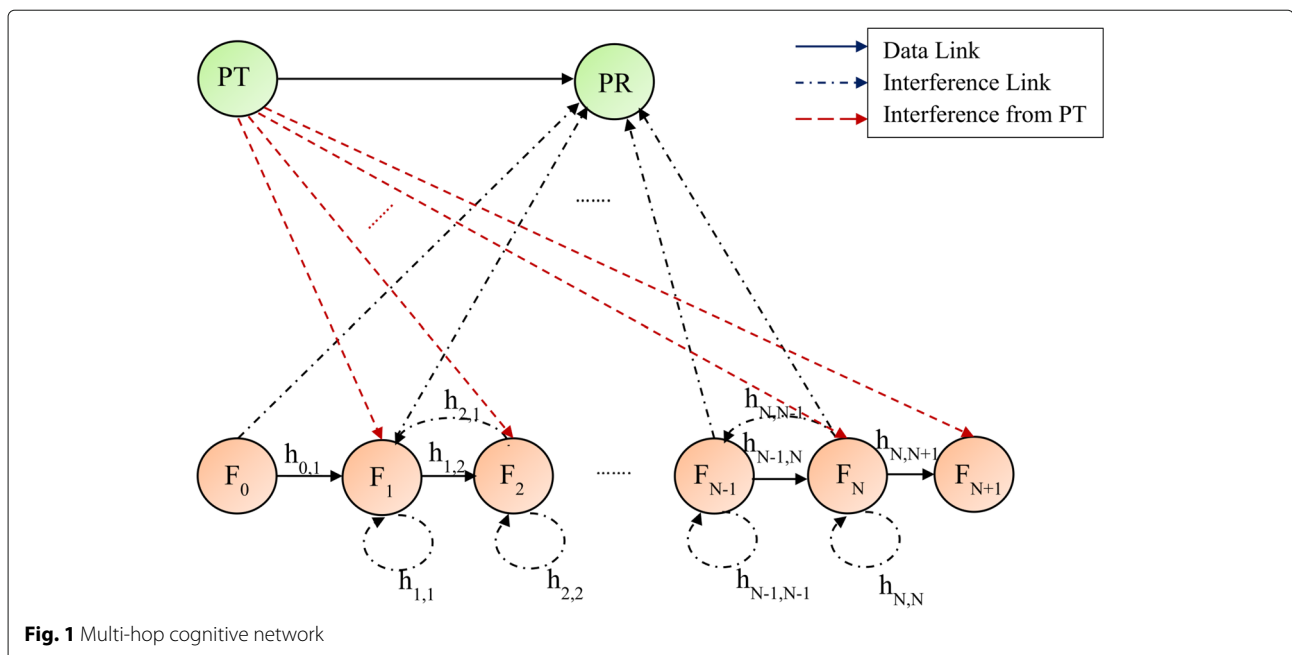 PT
PR
Data Link
Interference Link
Interference from PT
.......
.......
h2,1
hN,N-1
h0,1
h1,2
hN-1,N
hN,N+1
F0
F1
F2
.......
FN-1
FN
FN+1
h1,1
h2,2
hN-1,N-1
hN,N
Fig. 1 Multi-hop cognitive network